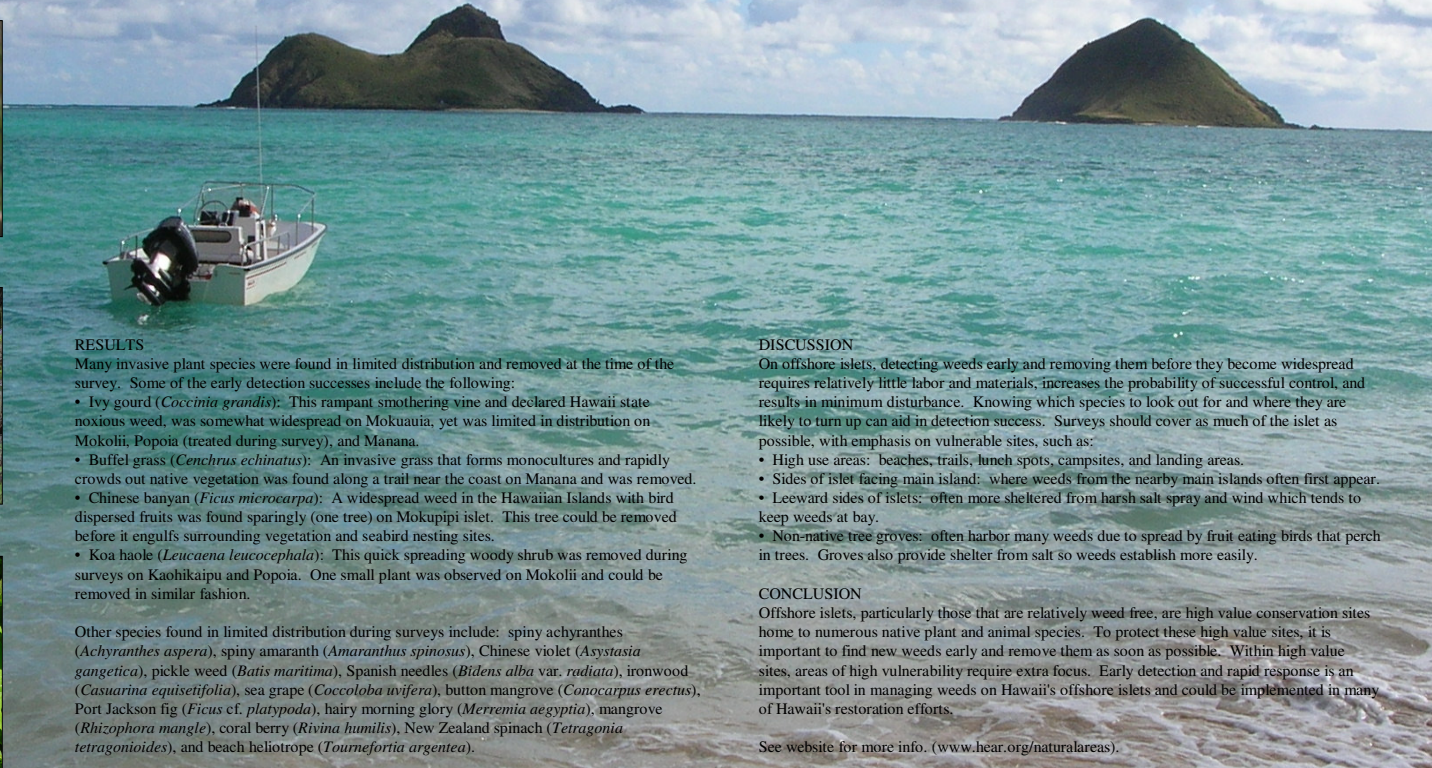 RESULTS
Many invasive plant species were found in limited distribution and removed at the time of the
survey.  Some of the early detection successes include the following:
•  Ivy gourd (Coccinia grandis):  This rampant smothering vine and declared Hawaii state
noxious weed, was somewhat widespread on Mokuauia, yet was limited in distribution on
Mokolii, Popoia (treated during survey), and Manana.
•  Buffel grass (Cenchrus echinatus):  An invasive grass that forms monocultures and rapidly
crowds out native vegetation was found along a trail near the coast on Manana and was removed.
•  Chinese banyan (Ficus microcarpa):  A widespread weed in the Hawaiian Islands with bird
dispersed fruits was found sparingly (one tree) on Mokupipi islet.  This tree could be removed
before it engulfs surrounding vegetation and seabird nesting sites.
•  Koa haole (Leucaena leucocephala):  This quick spreading woody shrub was removed during
surveys on Kaohikaipu and Popoia.  One small plant was observed on Mokolii and could be
removed in similar fashion.
Other species found in limited distribution during surveys include:  spiny achyranthes
(Achyranthes aspera), spiny amaranth (Amaranthus spinosus), Chinese violet (Asystasia
gangetica), pickle weed (Batis maritima), Spanish needles (Bidens alba var. radiata), ironwood
(Casuarina equisetifolia), sea grape (Coccoloba uvifera), button mangrove (Conocarpus erectus),
Port Jackson fig (Ficus cf. platypoda), hairy morning glory (Merremia aegyptia), mangrove
(Rhizophora mangle), coral berry (Rivina humilis), New Zealand spinach (Tetragonia
tetragonioides), and beach heliotrope (Tournefortia argentea).
DISCUSSION
On offshore islets, detecting weeds early and removing them before they become widespread
requires relatively little labor and materials, increases the probability of successful control, and
results in minimum disturbance.  Knowing which species to look out for and where they are
likely to turn up can aid in detection success.  Surveys should cover as much of the islet as
possible, with emphasis on vulnerable sites, such as:
•  High use areas:  beaches, trails, lunch spots, campsites, and landing areas.
•  Sides of islet facing main island:  where weeds from the nearby main islands often first appear.
•  Leeward sides of islets:  often more sheltered from harsh salt spray and wind which tends to
keep weeds at bay.
•  Non-native tree groves:  often harbor many weeds due to spread by fruit eating birds that perch
in trees.  Groves also provide shelter from salt so weeds establish more easily.
CONCLUSION
Offshore islets, particularly those that are relatively weed free, are high value conservation sites
home to numerous native plant and animal species.  To protect these high value sites, it is
important to find new weeds early and remove them as soon as possible.  Within high value
sites, areas of high vulnerability require extra focus.  Early detection and rapid response is an
important tool in managing weeds on Hawaii's offshore islets and could be implemented in many
of Hawaii's restoration efforts.
See website for more info. (www.hear.org/naturalareas).